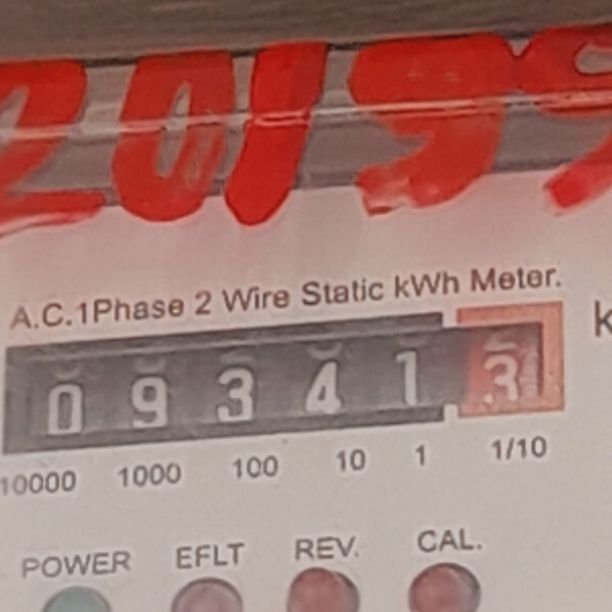 20199
A.C.1Phase 2 Wire Static kWh Meter.
0 9 3 4 1 .3
k
10000 1000 100 10 1 1/10
POWER EFLT REV. CAL.